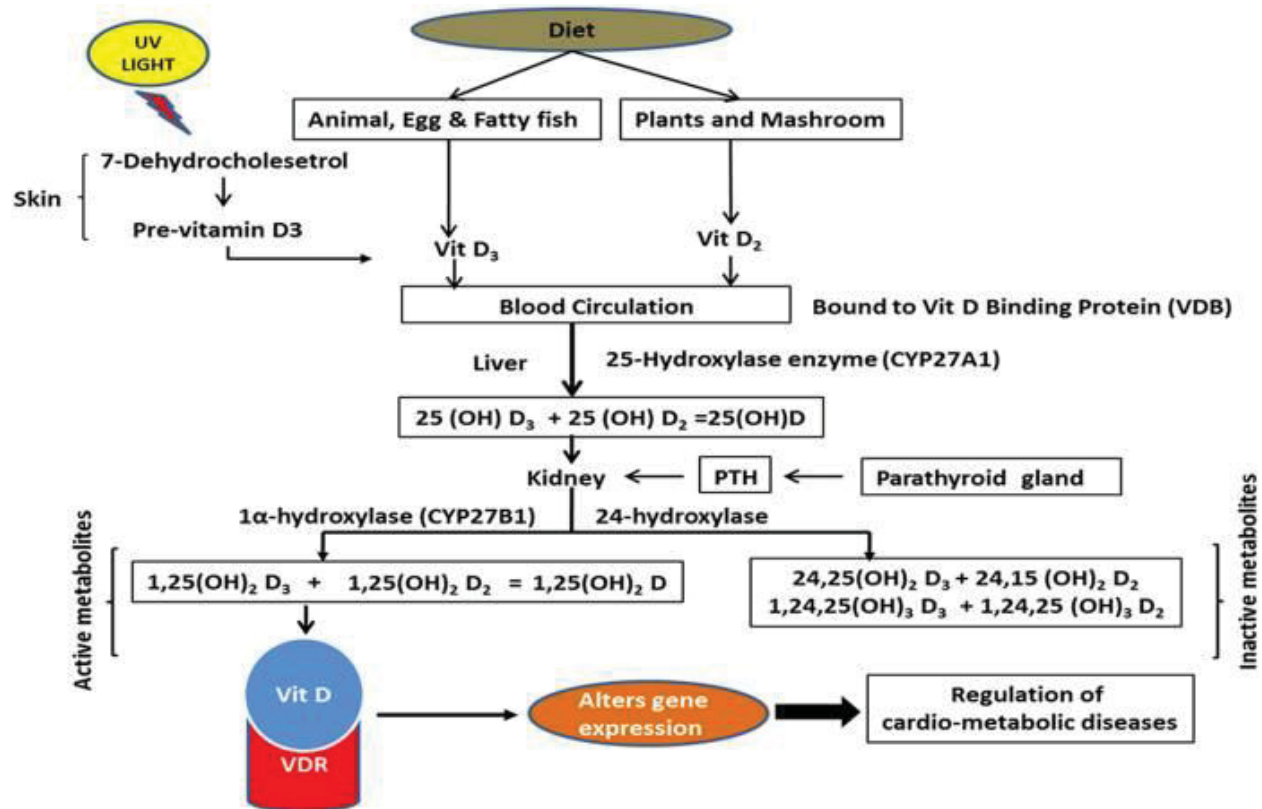 Diet
UV
LIGHT
Animal, Egg & Fatty fish
Plants and Mashroom
7-Dehydrocholesetrol
Skin
Pre-vitamin D3
Vit D₃
Vit D₂
Blood Circulation
Bound to Vit D Binding Protein (VDB)
Liver
25-Hydroxylase enzyme (CYP27A1)
25 (OH) D₃ + 25 (OH) D₂ =25(OH)D
Kidney
PTH
Parathyroid gland
1α-hydroxylase (CYP27B1)
24-hydroxylase
Active metabolites
1,25(OH)₂ D₃ + 1,25(OH)₂ D₂ = 1,25(OH)₂ D
24,25(OH)₂ D₃ + 24,15 (OH)₂ D₂
1,24,25(OH)₃ D₃ + 1,24,25 (OH)₃ D₂
Inactive metabolites
Vit D
VDR
Alters gene
expression
Regulation of
cardio-metabolic diseases